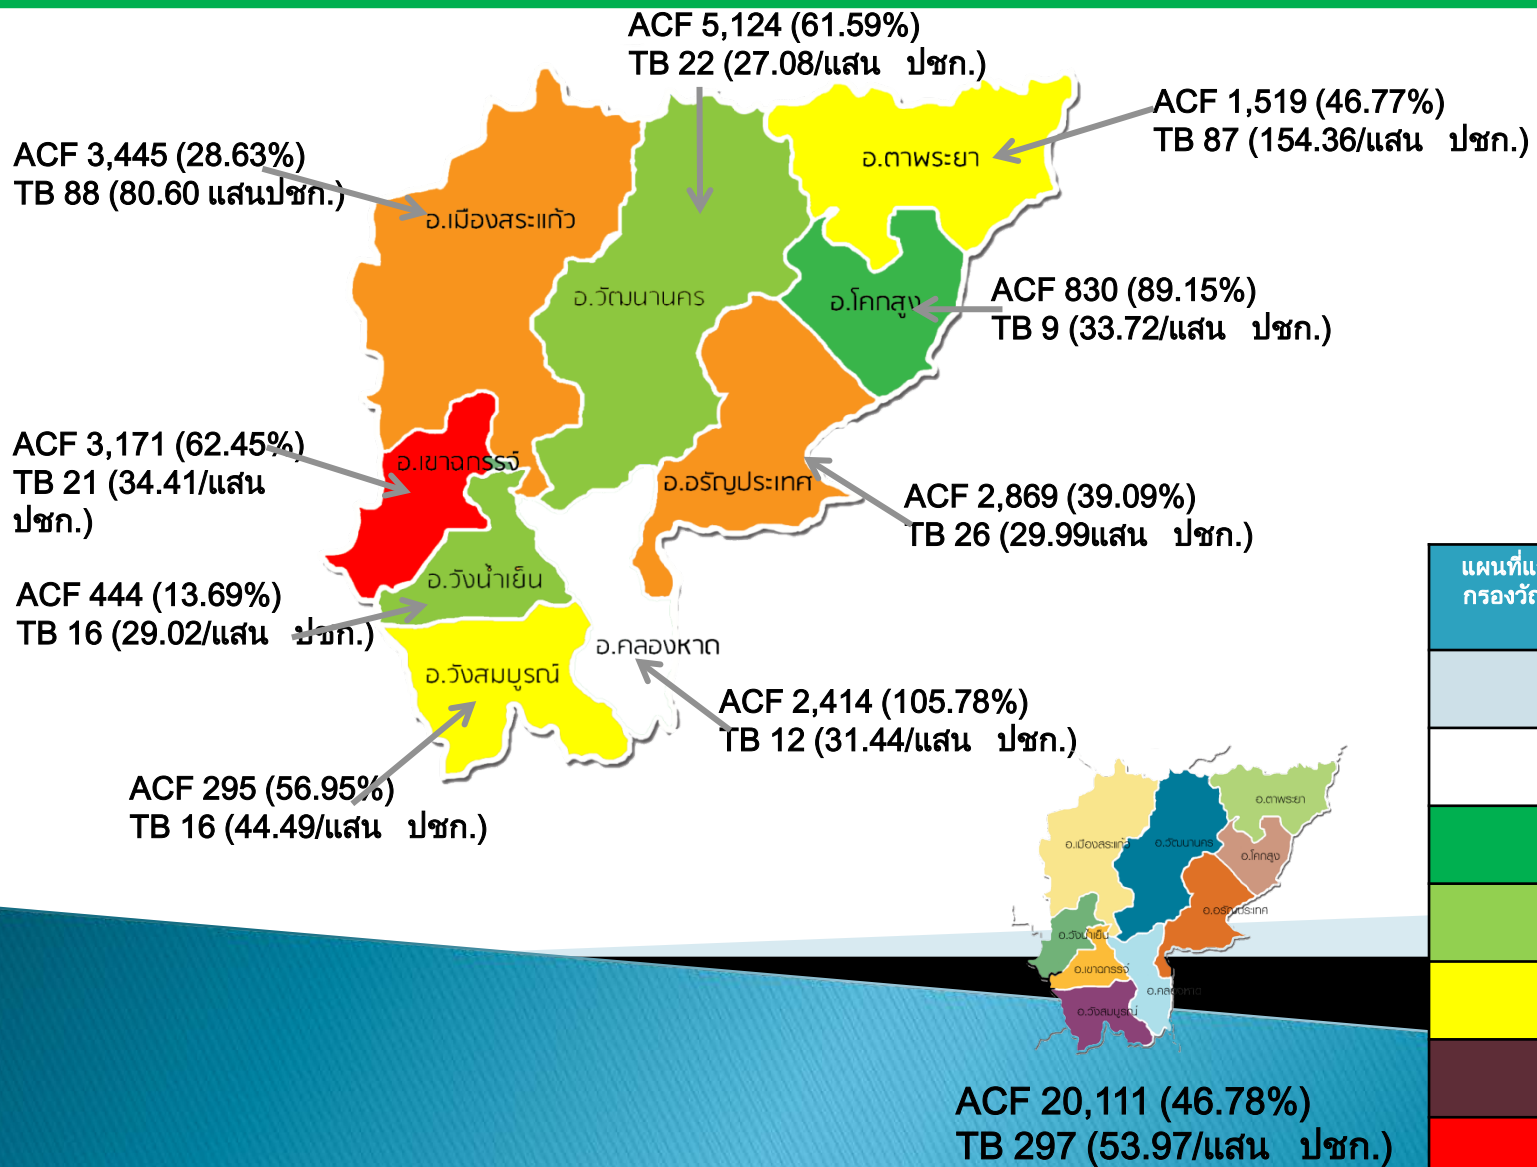 ACF 5,124 (61.59%)
TB 22 (27.08/แสน ปชก.)
ACF 1,519 (46.77%)
TB 87 (154.36/แสน ปชก.)
ACF 3,445 (28.63%)
TB 88 (80.60 แสนปชก.)
อ.ตาพระยา
อ.เมืองสระแก้ว
อ.วัฒนานคร
อ.โคกสูง
ACF 830 (89.15%)
TB 9 (33.72/แสน ปชก.)
ACF 3,171 (62.45%)
TB 21 (34.41/แสน
ปชก.)
อ.เขาฉกรรจ์
อ.อรัญประเทศ
ACF 2,869 (39.09%)
TB 26 (29.99แสน ปชก.)
ACF 444 (13.69%)
TB 16 (29.02/แสน ปชก.)
อ.วังน้ำเย็น
อ.คลองหาด
อ.วังสมบูรณ์
ACF 2,414 (105.78%)
TB 12 (31.44/แสน ปชก.)
ACF 295 (56.95%)
TB 16 (44.49/แสน ปชก.)
แผนที่แ
กรองวัณ
อ.ตาพระยา
อ.เมืองสระแก้ว
อ.วัฒนานคร
อ.โคกสูง
อ.อรัญประเทศ
อ.วังน้ำเย็น
อ.เขาฉกรรจ์
อ.คลองหาด
อ.วังสมบูรณ์
ACF 20,111 (46.78%)
TB 297 (53.97/แสน ปชก.)